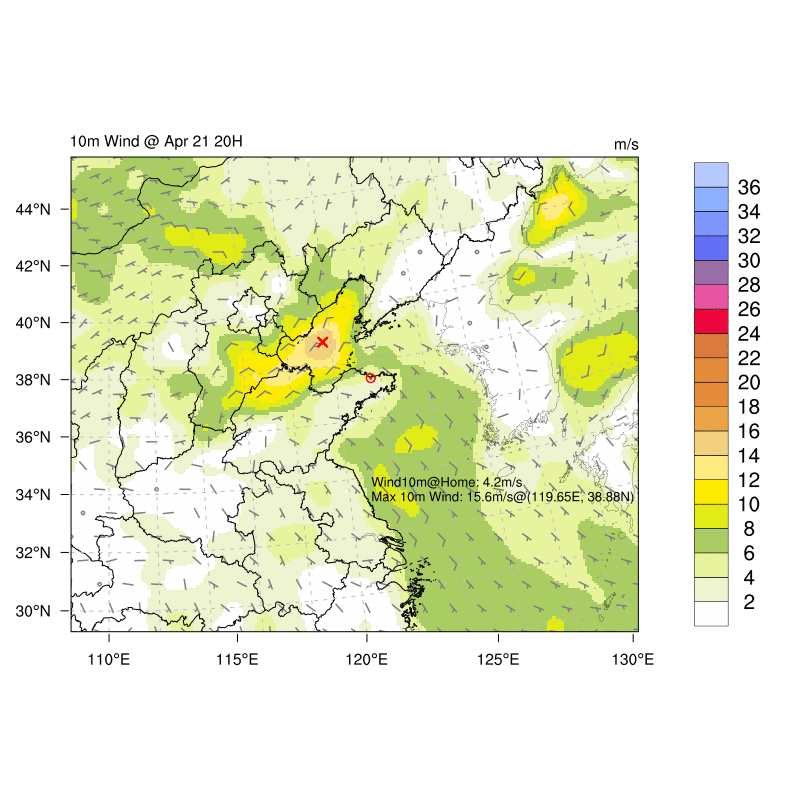 10m Wind @ Apr 21 20H
m/s
44°N
42°N
40°N
38°N
36°N
34°N
32°N
30°N
110°E
115°E
120°E
125°E
130°E
Wind10m@Home: 4.2m/s
Max 10m Wind: 15.6m/s@(119.65E, 38.88N)
36
34
32
30
28
26
24
22
20
18
16
14
12
10
8
6
4
2